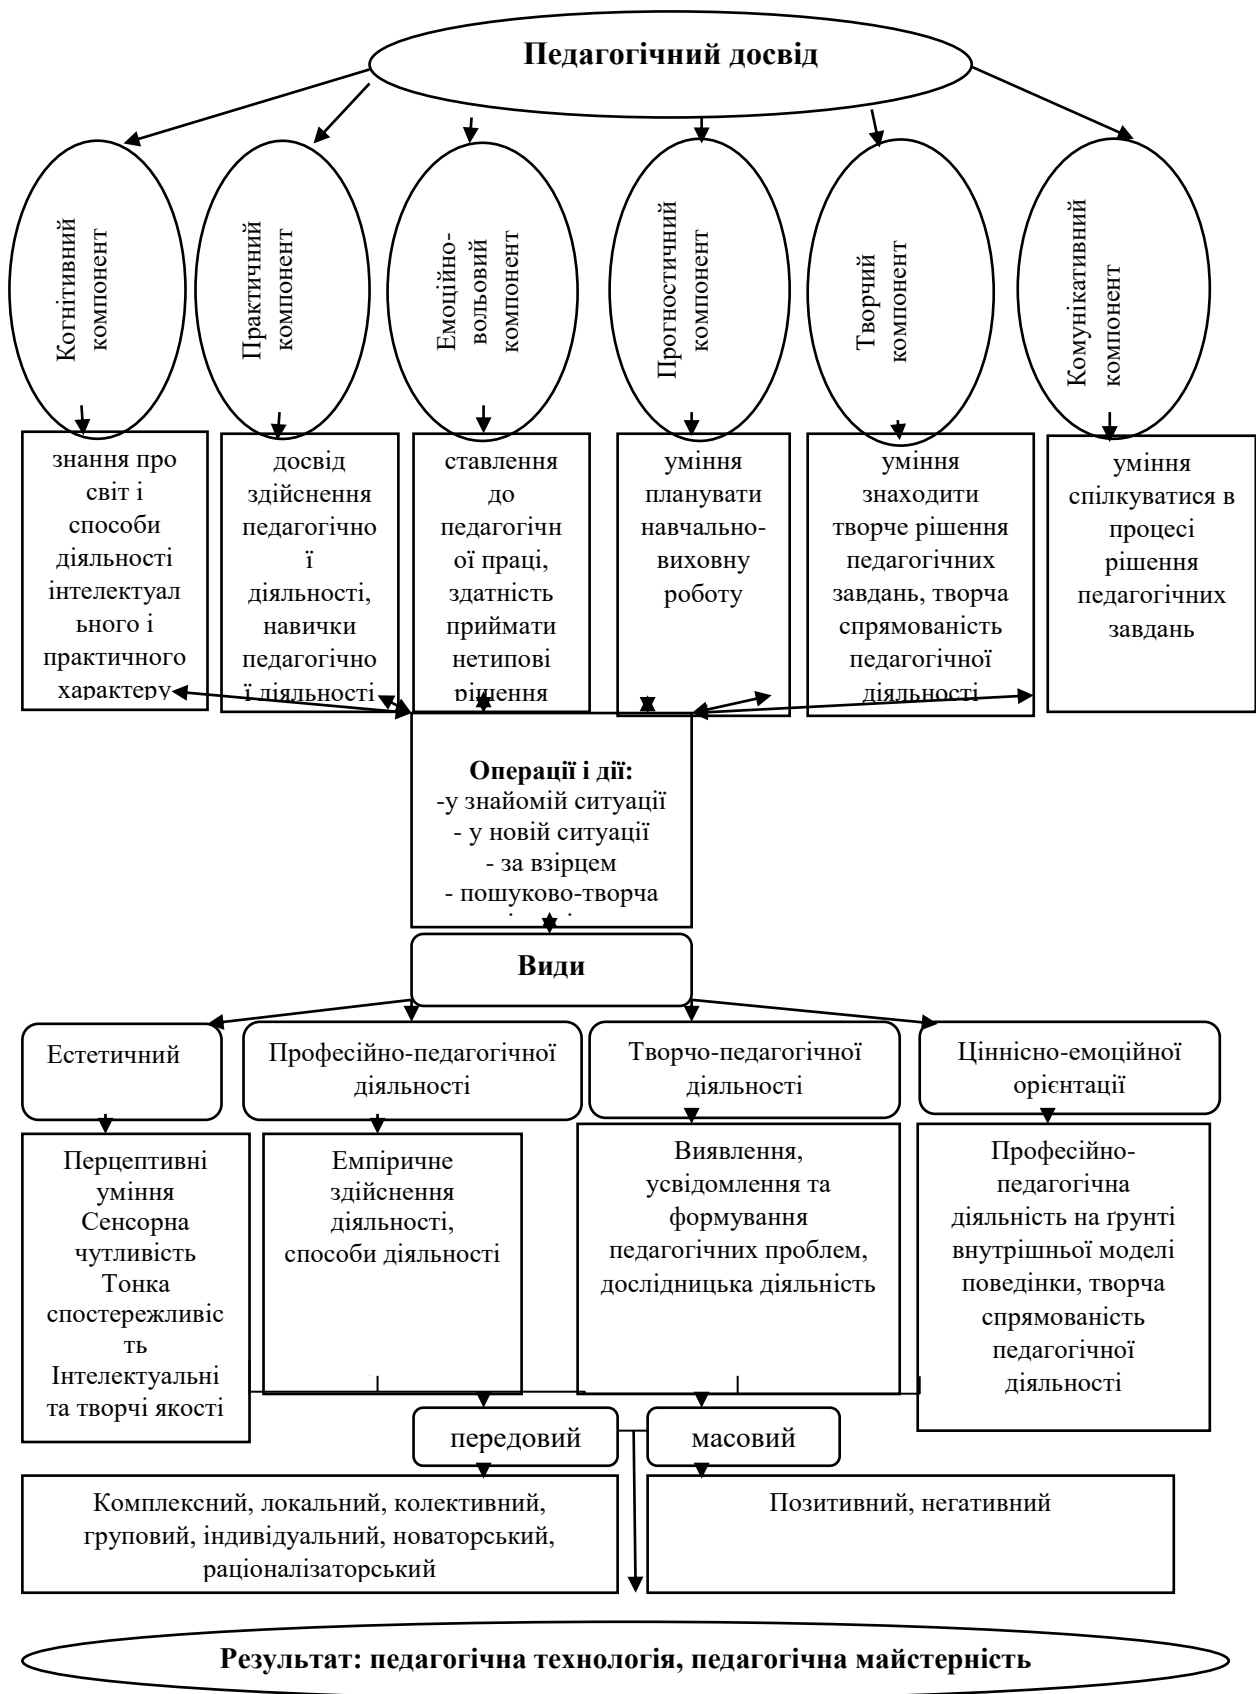 Педагогічний досвід
Когнітивний
компонент
Практичний
компонент
Емоційно-
вольовий
компонент
Прогностичний
компонент
Творчий
компонент
Комунікативний
компонент
знання про
світ і
способи
діяльності
інтелектуал
ьного і
практичного
характеру
досвід
здійснення
педагогічно
ї
діяльності,
навички
педагогічно
ї діяльності
ставлення
до
педагогічн
ої праці,
здатність
приймати
нетипові
рішення
уміння
планувати
навчально-
виховну
роботу
уміння
знаходити
творче рішення
педагогічних
завдань, творча
спрямованість
педагогічної
діяльності
уміння
спілкуватися в
процесі
рішення
педагогічних
завдань
Операції і дії:
-у знайомій ситуації
- у новій ситуації
- за взірцем
- пошуково-творча
Види
Естетичний
Професійно-педагогічної
діяльності
Творчо-педагогічної
діяльності
Ціннісно-емоційної
орієнтації
Перцептивні
уміння
Сенсорна
чутливість
Тонка
спостережливіс
ть
Інтелектуальні
та творчі якості
Емпіричне
здійснення
діяльності,
способи діяльності
Виявлення,
усвідомлення та
формування
педагогічних проблем,
дослідницька діяльність
Професійно-
педагогічна
діяльність на ґрунті
внутрішньої моделі
поведінки, творча
спрямованість
педагогічної
діяльності
передовий
масовий
Комплексний, локальний, колективний,
груповий, індивідуальний, новаторський,
раціоналізаторський
Позитивний, негативний
Результат: педагогічна технологія, педагогічна майстерність